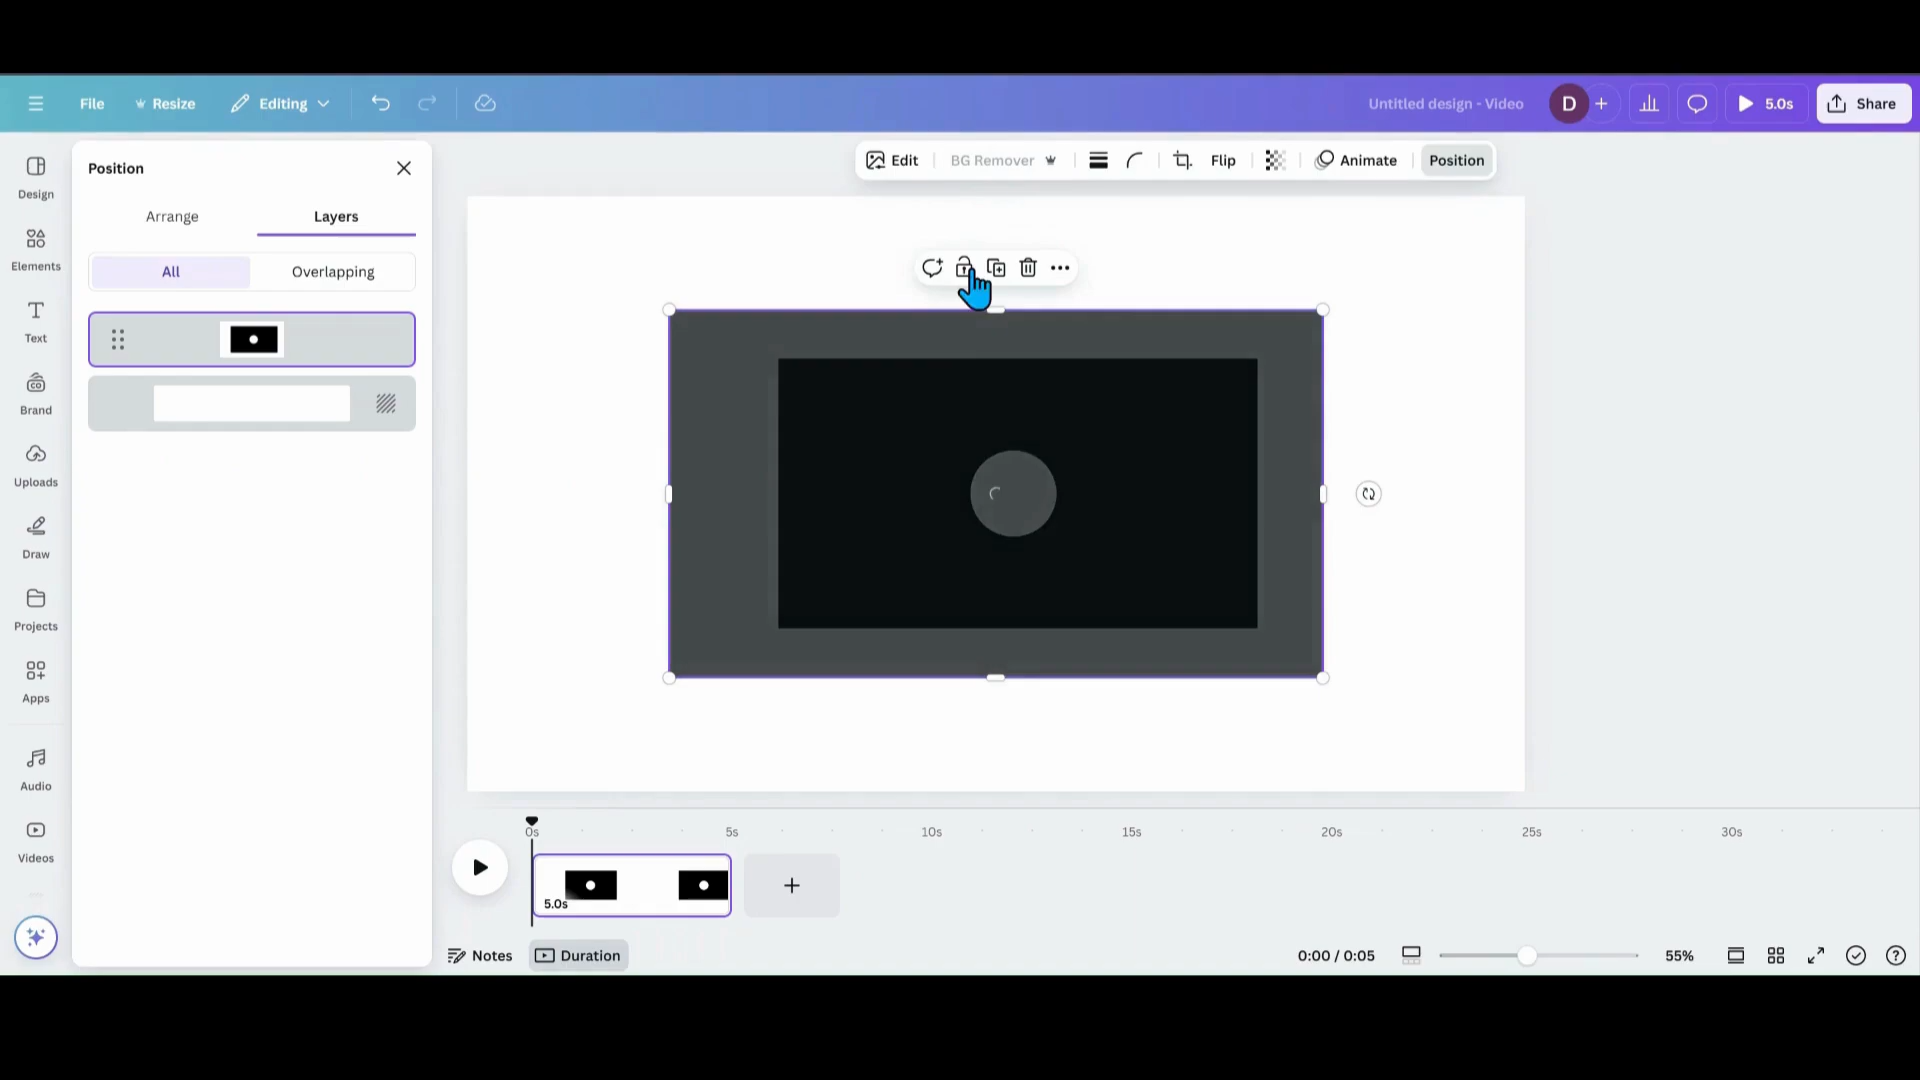 File
Resize
Editing
Untitled design - Video
D
5.0s
Share
Position
Edit
BG Remover
Flip
Animate
Position
Design
Arrange
Layers
Elements
All
Overlapping
Text
CO
Brand
Uploads
Draw
Projects
Apps
Audio
Videos
0s
5s
10s
15s
20s
25s
30s
5.0s
Notes
Duration
0:00 / 0:05
55%